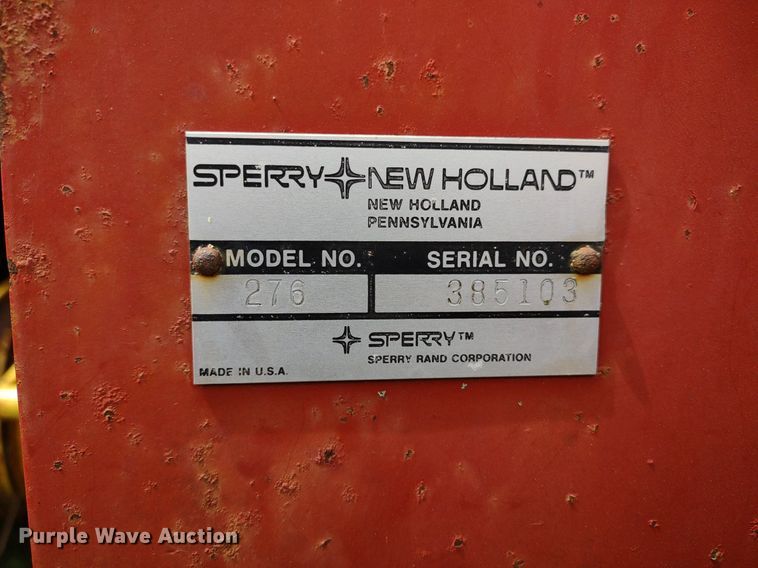 SPERRY NEW HOLLAND™
NEW HOLLAND
PENNSYLVANIA
MODEL NO. SERIAL NO.
276 385103
SPERRY™
SPERRY RAND CORPORATION
MADE IN U.S.A.
Purple Wave Auction